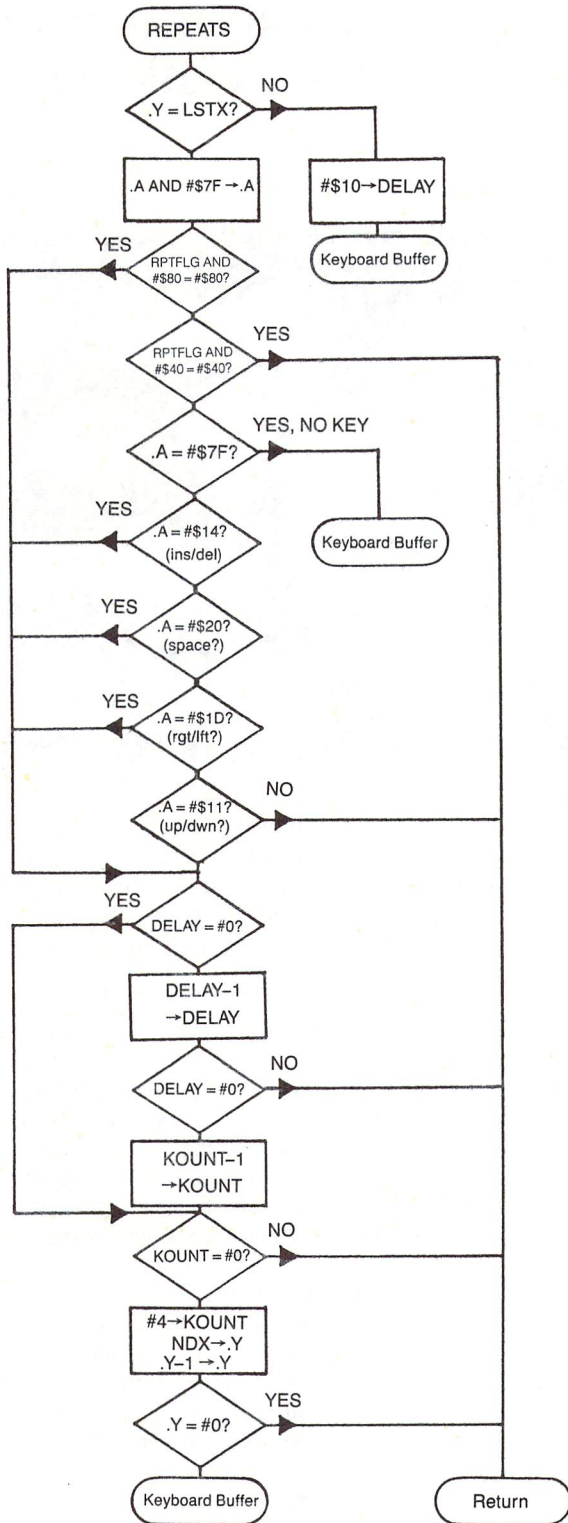 REPEATS
.Y = LSTX?
NO
.A AND #$7F →.A
#$10→DELAY
Keyboard Buffer
YES
RPTFLG AND
#$80 = #$80?
RPTFLG AND
#$40 = #$40?
YES
.A = #$7F?
YES, NO KEY
Keyboard Buffer
YES
.A = #$14?
(ins/del)
YES
.A = #$20?
(space?)
YES
.A = #$1D?
(rgt/lft?)
.A = #$11?
(up/dwn?)
NO
YES
DELAY = #0?
DELAY–1
→DELAY
DELAY = #0?
NO
KOUNT–1
→KOUNT
KOUNT = #0?
NO
#4→KOUNT
NDX→.Y
.Y–1 →.Y
.Y = #0?
YES
Keyboard Buffer
Return